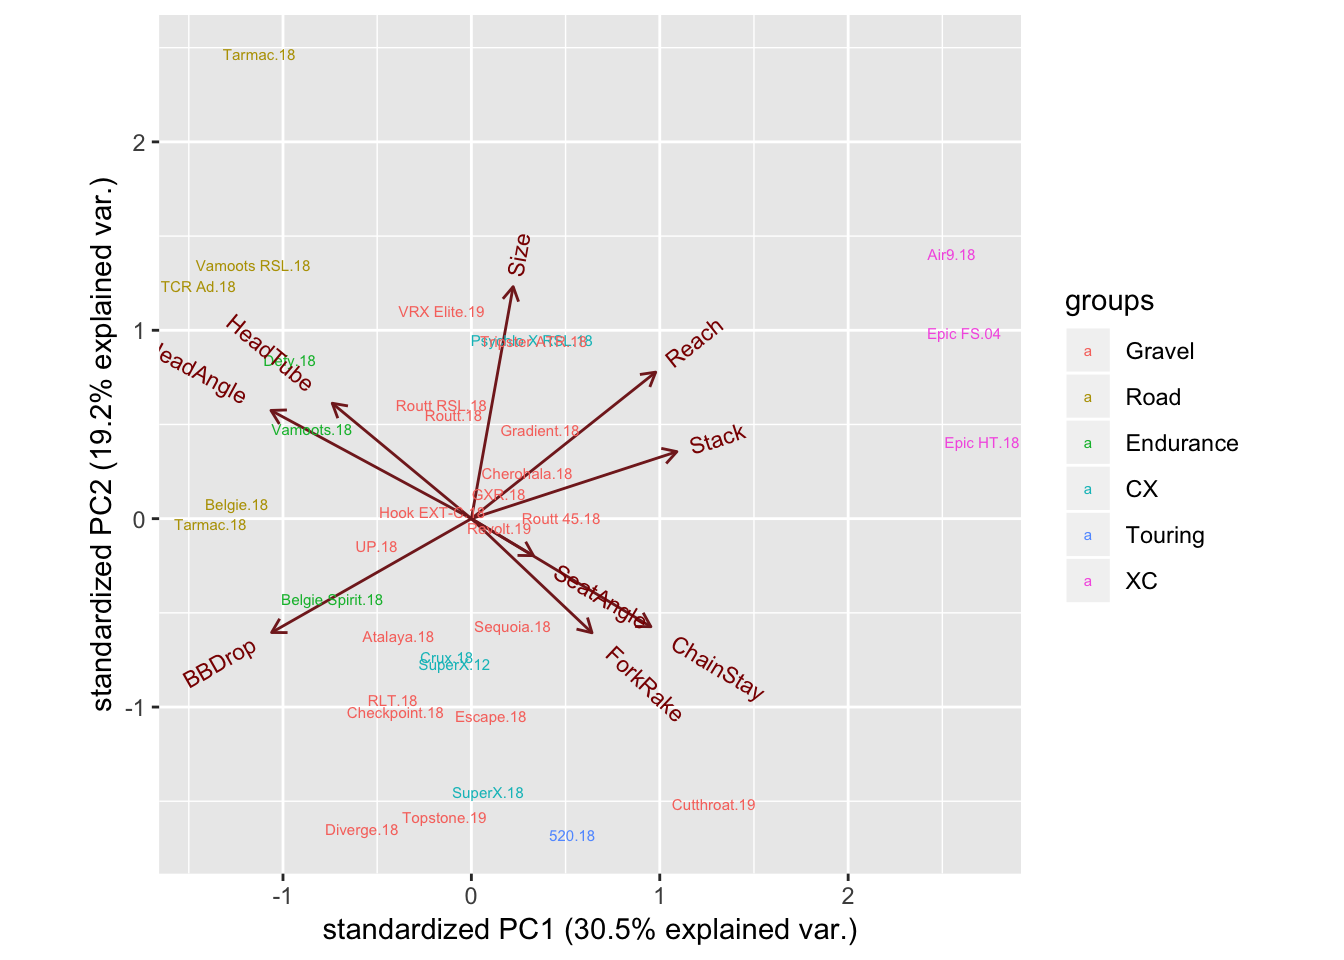 Tarmac.18
2
Size
Air9.18
Vamoots RSL.18
TCR Ad.18
VRX Elite.19
groups
HeadTube
1
Reach
Epic FS.04
Gravel
eadAngle
Defy.18
Routt RSL.18
Routt.18
Road
Vamoots.18
Gradient.18
Stack
Epic HT.18
Endurance
Cherohala.18
GXR.18
CX
Belgie.18
Hook EXT-C.18
Tarmac.18
0
Routt 45.18
Revolt.19
Touring
UP.18
XC
SeatAngle
Belgie Spirit.18
Sequoia.18
Atalaya.18
BBDrop
Crux.18
SuperX.12
ChainStay
ForkRake
RLT.18
-1
Checkpoint.18
Escape.18
SuperX.18
Cutthroat.19
Topstone.19
Diverge.18
520.18
-1
0
1
2
standardized PC1 (30.5% explained var.)
standardized PC2 (19.2% explained var.)
a
a
a
a
a
a